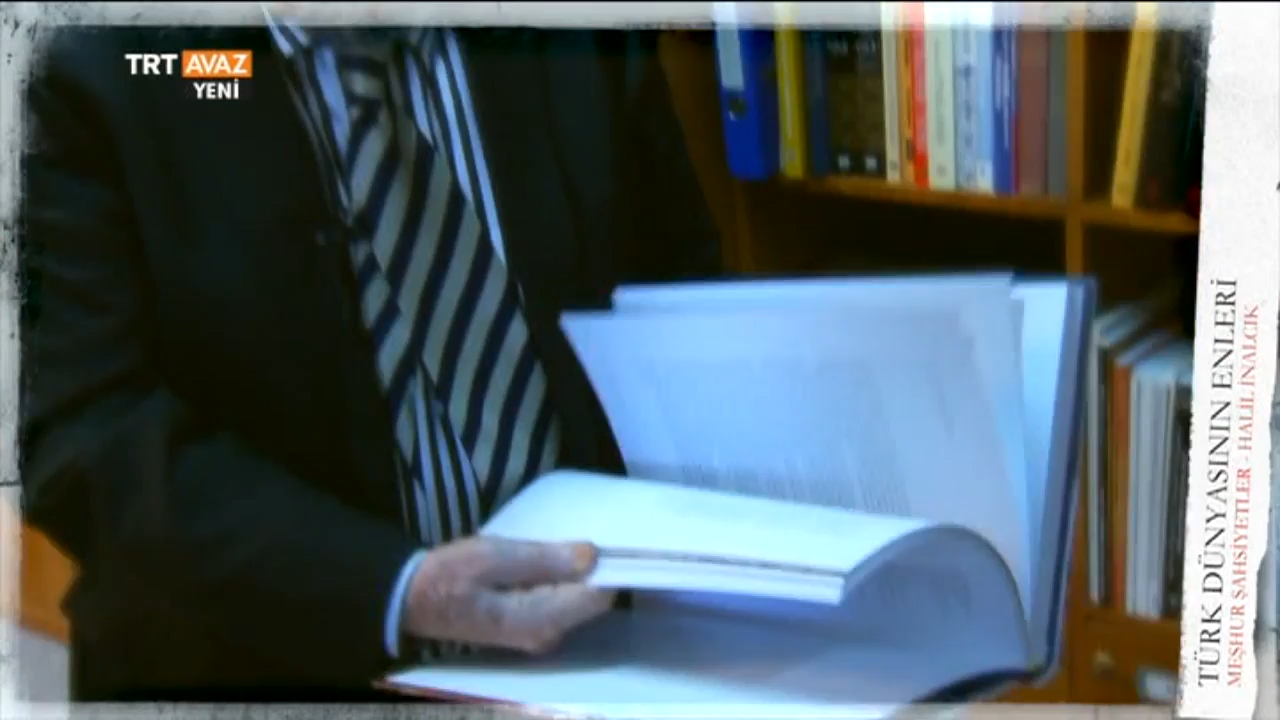 TRT AVAZ
YENİ
TÜRK DÜNYASININ ENLERİ
MEŞHUR ŞAHSİYETLER - HALİL İNALCIK